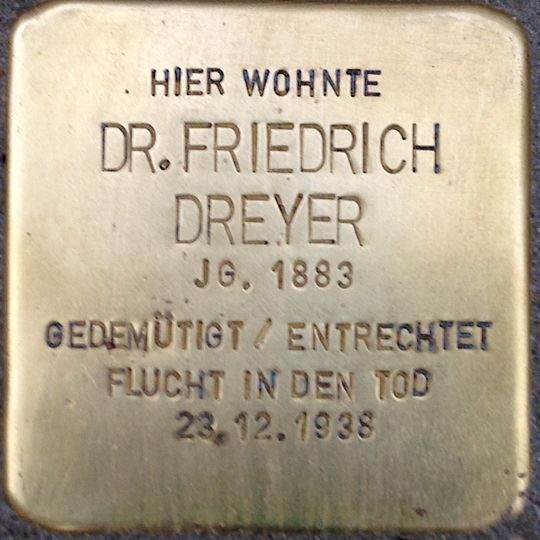 HIER WOHNTE
DR. FRIEDRICH
DREYER
JG. 1883
GEDEMÜTIGT / ENTRECHTET
FLUCHT IN DEN TOD
23.12.1938